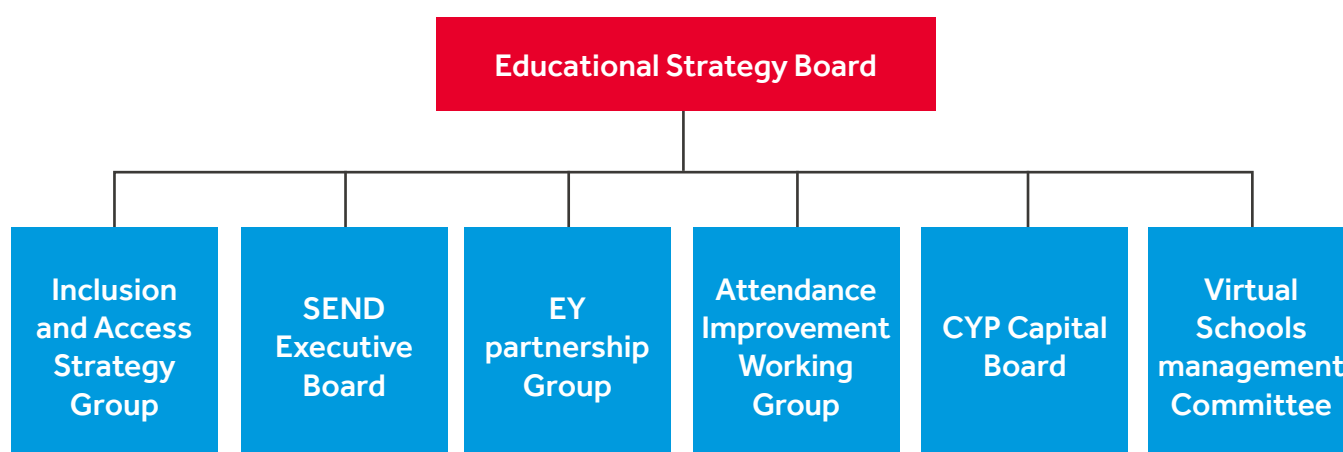 Educational Strategy Board
Inclusion
and Access
Strategy
Group
SEND
Executive
Board
EY
partnership
Group
Attendance
Improvement
Working
Group
CYP Capital
Board
Virtual
Schools
management
Committee